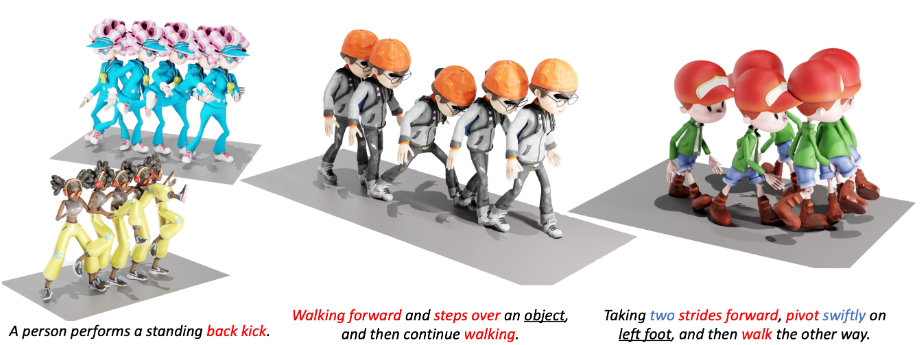 A person performs a standing back kick.
Walking forward and steps over an object,
and then continue walking.
Taking two strides forward, pivot swiftly on
left foot, and then walk the other way.